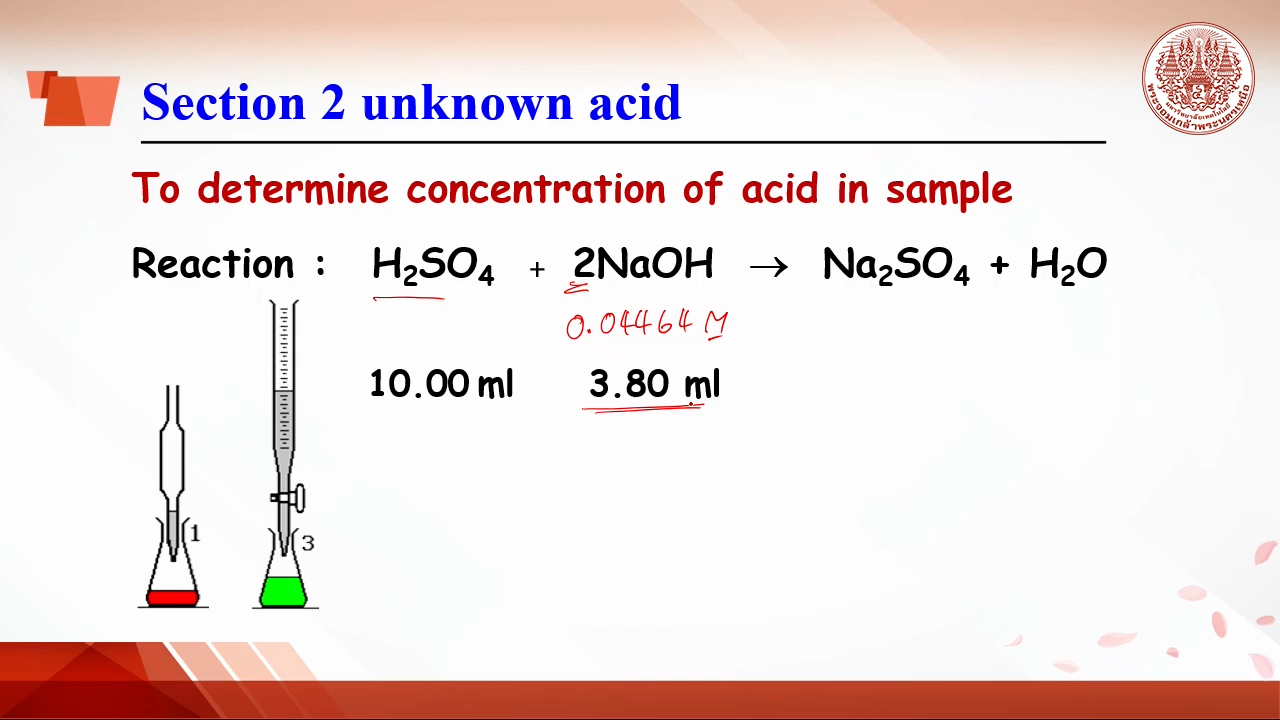 Section 2 unknown acid
To determine concentration of acid in sample
Reaction : H₂SO₄ + 2NaOH → Na₂SO₄ + H₂O
0.04464 M
10.00 ml 3.80 ml
1
3